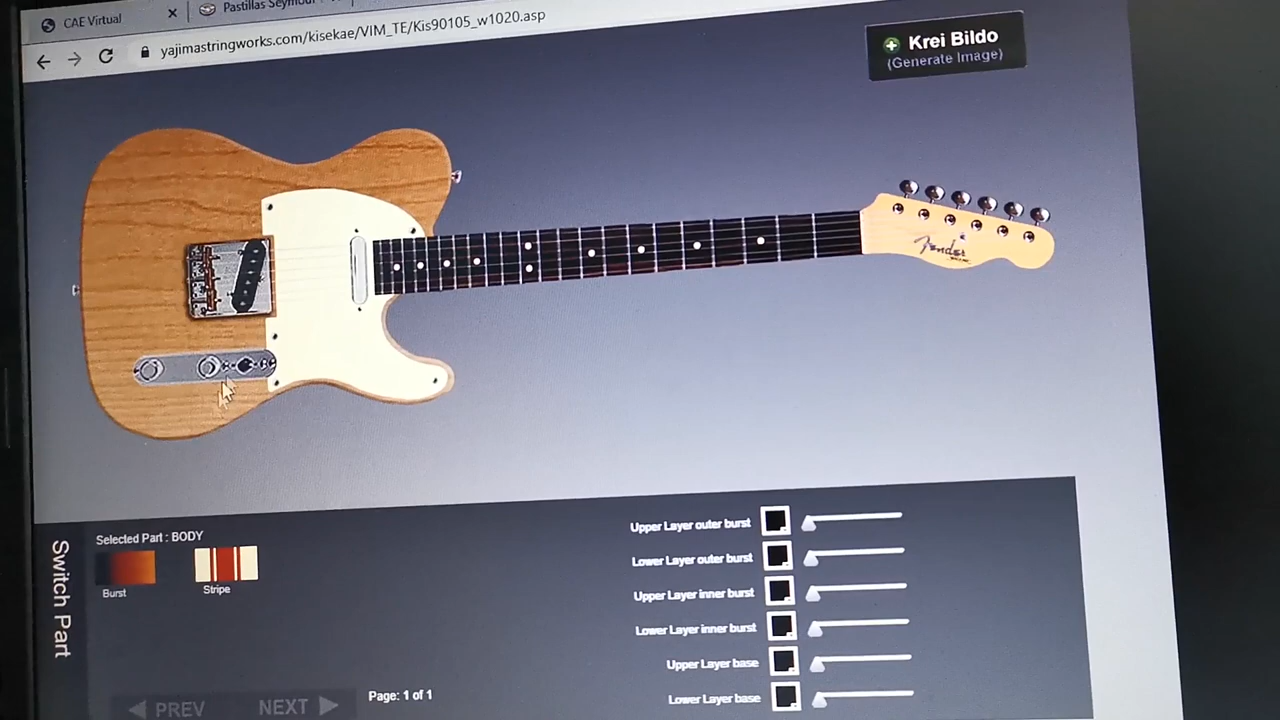 CAE Virtual
Pastillas Seymour
yajimastringworks.com/kisekae/VIM_TE/Kis90105_w1020.asp
Krei Bildo
(Generate Image)
Fender
Selected Part : BODY
Burst
Stripe
Switch Part
Upper Layer outer burst
Lower Layer outer burst
Upper Layer inner burst
Lower Layer inner burst
Upper Layer base
Lower Layer base
PREV
NEXT
Page: 1 of 1